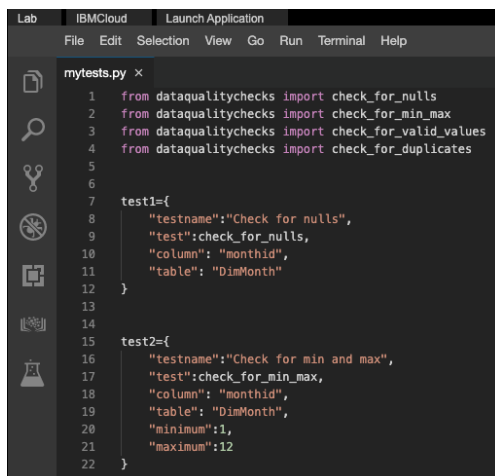 Lab IBMCloud Launch Application
File Edit Selection View Go Run Terminal Help
mytests.py ×
1 from dataqualitychecks import check_for_nulls
2 from dataqualitychecks import check_for_min_max
3 from dataqualitychecks import check_for_valid_values
4 from dataqualitychecks import check_for_duplicates
5
6
7 test1={
8     "testname":"Check for nulls",
9     "test":check_for_nulls,
10     "column": "monthid",
11     "table": "DimMonth"
12 }
13
14
15 test2={
16     "testname":"Check for min and max",
17     "test":check_for_min_max,
18     "column": "monthid",
19     "table": "DimMonth",
20     "minimum":1,
21     "maximum":12
22 }